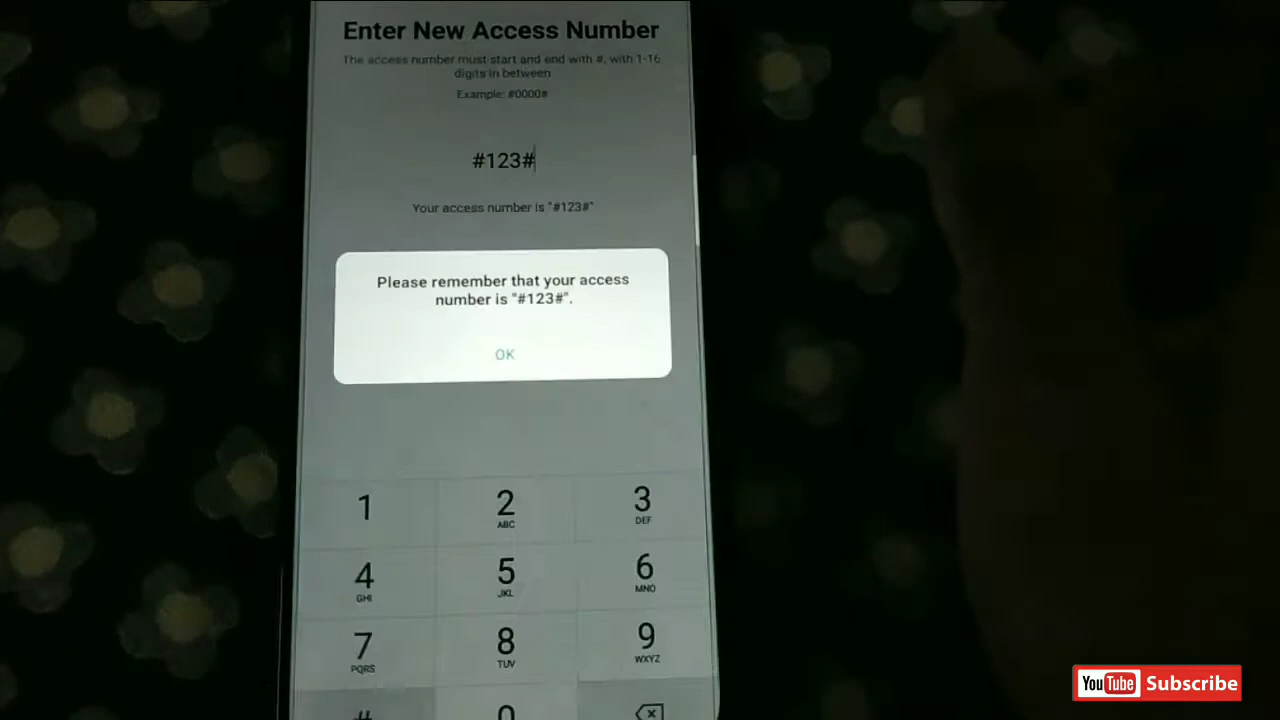 Enter New Access Number
The access number must start and end with #, with 1-16
digits in between
Example: #0000#
#123#
Your access number is "#123#"
Please remember that your access
number is "#123#".
OK
1 2 3
ABC DEF
4 5 6
GHI JKL MNO
7 8 9
PQRS TUV WXYZ
# 0
YouTube Subscribe